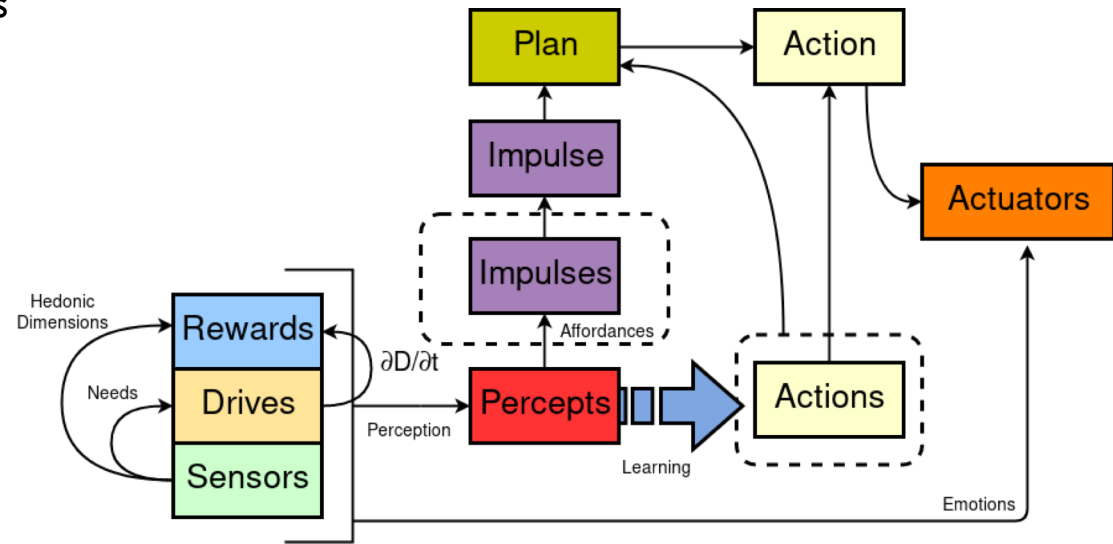 s
Plan
Action
Impulse
Actuators
Impulses
Affordances
Hedonic
Dimensions
Rewards
∂D/∂t
Needs
Drives
Perception
Percepts
Learning
Actions
Sensors
Emotions